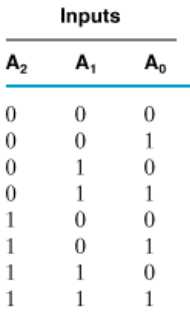 Inputs
A₂ A₁ A₀
0 0 0
0 0 1
0 1 0
0 1 1
1 0 0
1 0 1
1 1 0
1 1 1